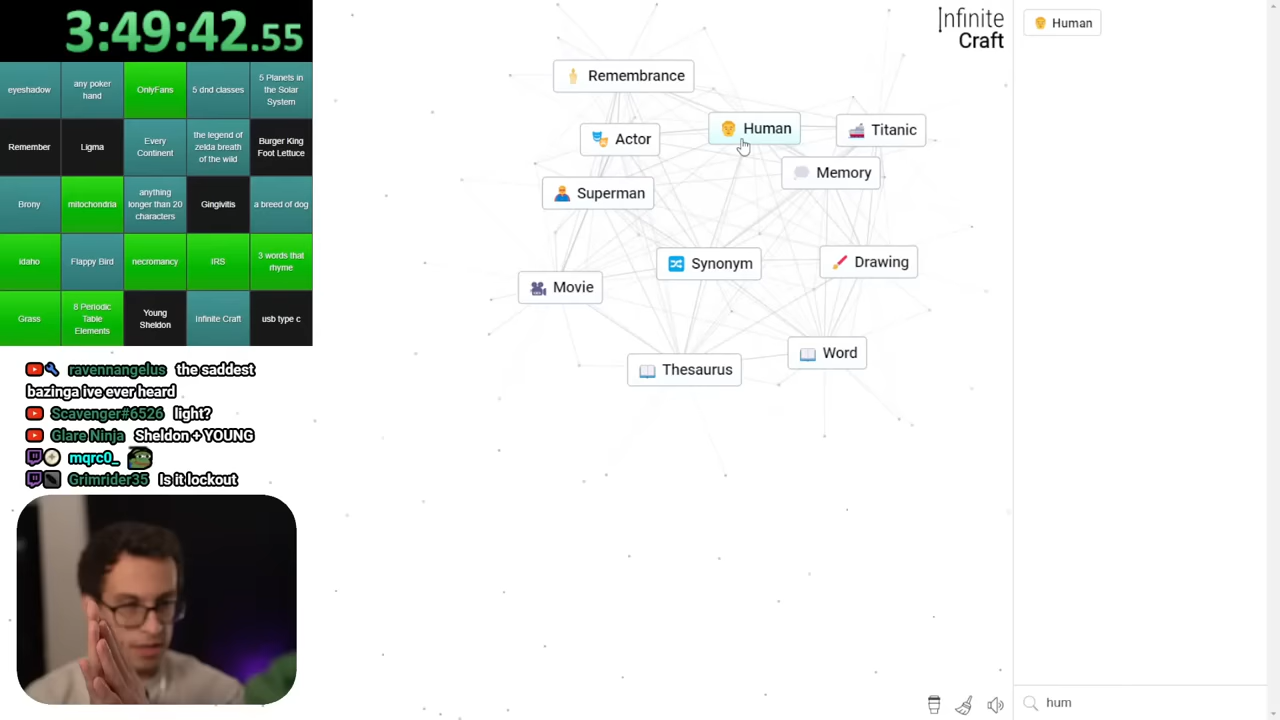 3:49:42.55
eyeshadow
any poker
hand
OnlyFans
5 dnd classes
5 Planets in
the Solar
System
Remember
Ligma
Every
Continent
the legend of
zelda breath
of the wild
Burger King
Foot Lettuce
Brony
mitochondria
anything
longer than 20
characters
Gingivitis
a breed of dog
idaho
Flappy Bird
necromancy
IRS
3 words that
rhyme
Grass
8 Periodic
Table
Elements
Young
Sheldon
Infinite Craft
usb type c
ravennangelus the saddest
bazinga ive ever heard
Scavenger#6526 light?
Glare Ninja Sheldon + YOUNG
mqrc0_
Grimrider35 Is it lockout
Infinite
Craft
Remembrance
Human
Actor
Titanic
Memory
Superman
Synonym
Drawing
Movie
Word
Thesaurus
Human
hum